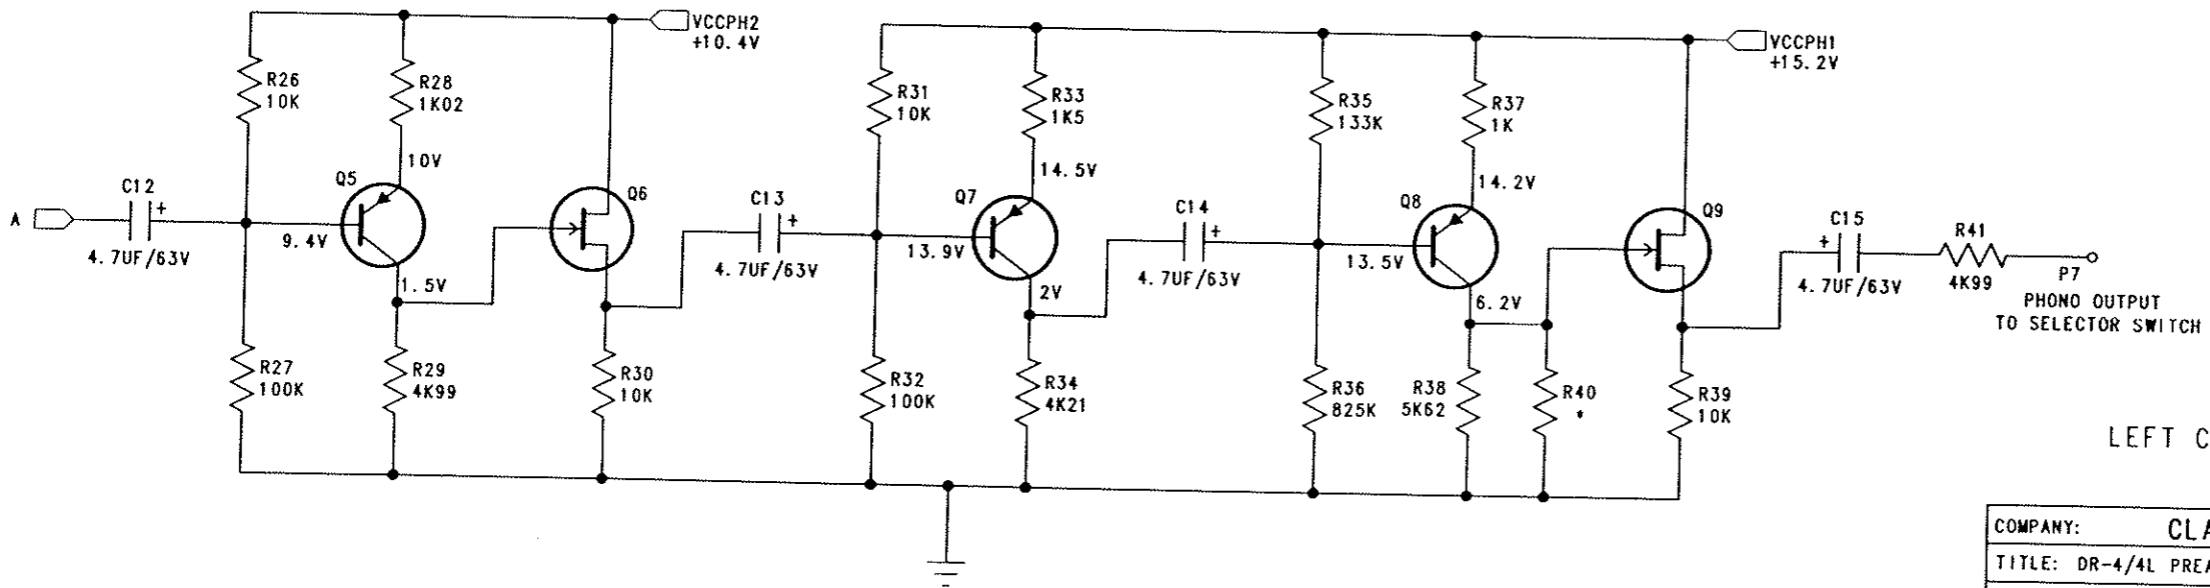 VCCPH2
+10.4V
VCCPH1
+15.2V
R26
10K
R28
1K02
R31
10K
R33
1K5
R35
133K
R37
1K
10V
14.5V
14.2V
A
C12
+
4.7UF/63V
9.4V
Q5
1.5V
Q6
C13
+
4.7UF/63V
13.9V
Q7
2V
C14
+
4.7UF/63V
13.5V
Q8
6.2V
Q9
+
C15
4.7UF/63V
R41
4K99
P7
PHONO OUTPUT
TO SELECTOR SWITCH
R27
100K
R29
4K99
R30
10K
R32
100K
R34
4K21
R36
825K
R38
5K62
R40
*
R39
10K
LEFT C
COMPANY: CLA
TITLE: DR-4/4L PREA